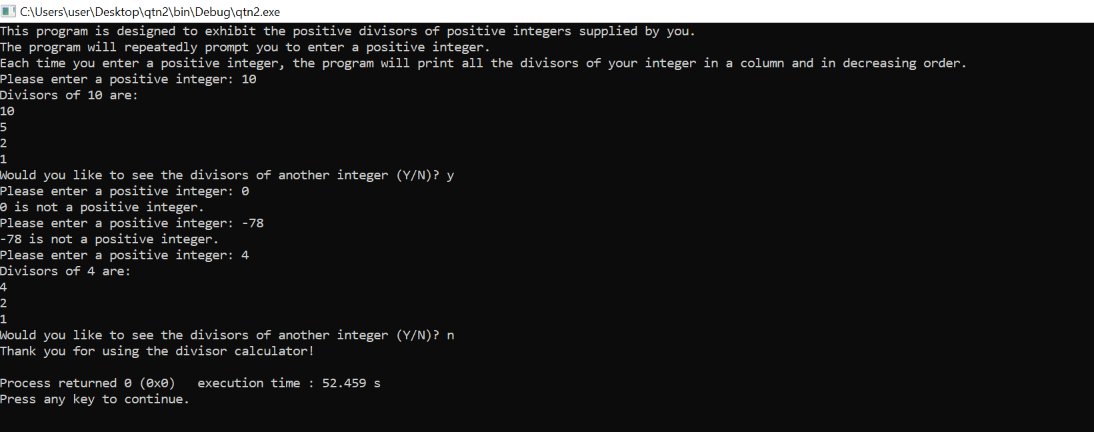 C:\Users\user\Desktop\qtn2\bin\Debug\qtn2.exe
This program is designed to exhibit the positive divisors of positive integers supplied by you.
The program will repeatedly prompt you to enter a positive integer.
Each time you enter a positive integer, the program will print all the divisors of your integer in a column and in decreasing order.
Please enter a positive integer: 10
Divisors of 10 are:
10
5
2
1
Would you like to see the divisors of another integer (Y/N)? y
Please enter a positive integer: 0
0 is not a positive integer.
Please enter a positive integer: -78
-78 is not a positive integer.
Please enter a positive integer: 4
Divisors of 4 are:
4
2
1
Would you like to see the divisors of another integer (Y/N)? n
Thank you for using the divisor calculator!
Process returned 0 (0x0)   execution time : 52.459 s
Press any key to continue.